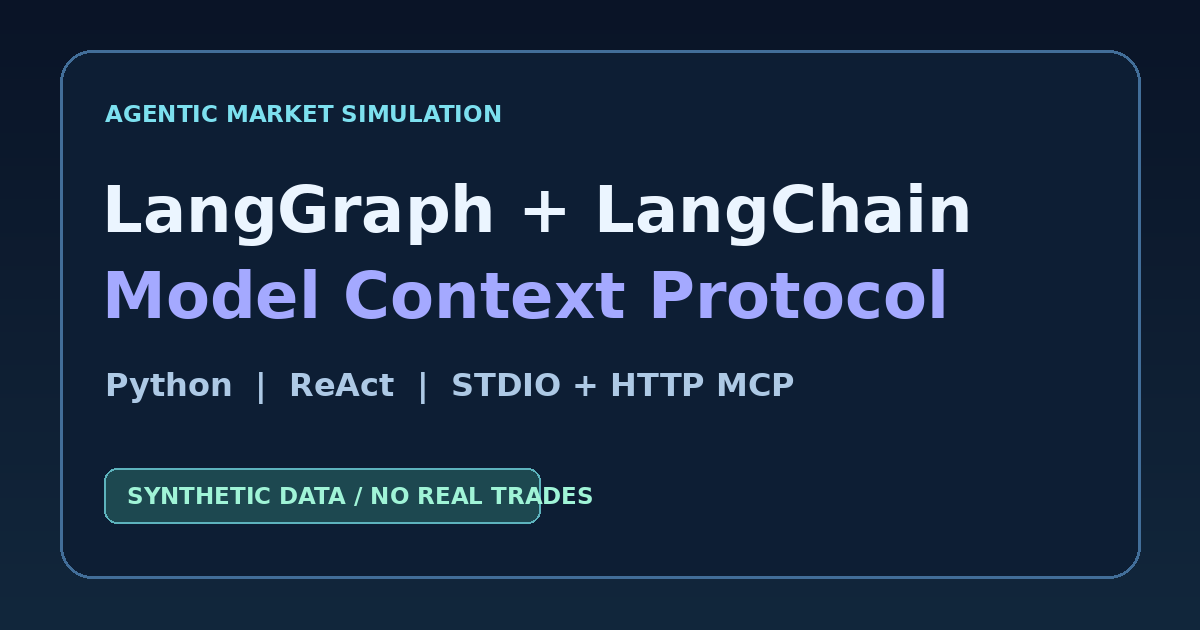 AGENTIC MARKET SIMULATION
LangGraph + LangChain
Model Context Protocol
Python | ReAct | STDIO + HTTP MCP
SYNTHETIC DATA / NO REAL TRADES